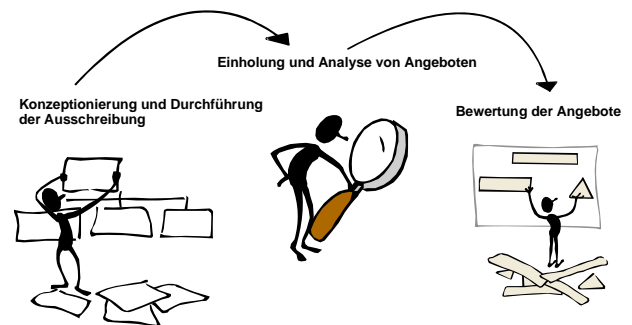 Konzeptionierung und Durchführung
der Ausschreibung
Einholung und Analyse von Angeboten
Bewertung der Angebote